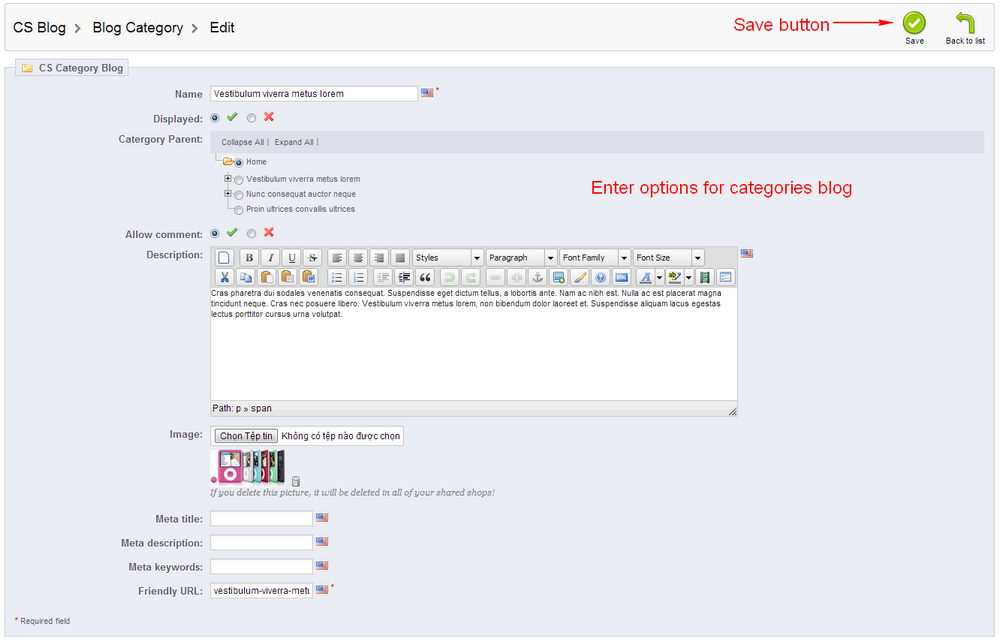 CS Blog > Blog Category > Edit
Save button
Save
Back to list
CS Category Blog
Name
Vestibulum viverra metus lorem
*
Displayed:
Catergory Parent:
Collapse All | Expand All |
Home
Vestibulum viverra metus lorem
Nunc consequat auctor neque
Proin ultrices convallis ultrices
Enter options for categories blog
Allow comment:
Description:
B I U S Styles Paragraph Font Family Font Size
HTML A ab
Cras pharetra dui sodales venenatis consequat. Suspendisse eget dictum tellus, a lobortis ante. Nam ac nibh est. Nulla ac est placerat magna
tincidunt neque. Cras nec posuere libero. Vestibulum viverra metus lorem, non bibendum dolor laoreet et. Suspendisse aliquam lacus egestas
lectus porttitor cursus urna volutpat.
Path: p » span
Image:
Chọn Tệp tin Không có tệp nào được chọn
If you delete this picture, it will be deleted in all of your shared shops!
Meta title:
Meta description:
Meta keywords:
Friendly URL:
vestibulum-viverra-metu
*
* Required field